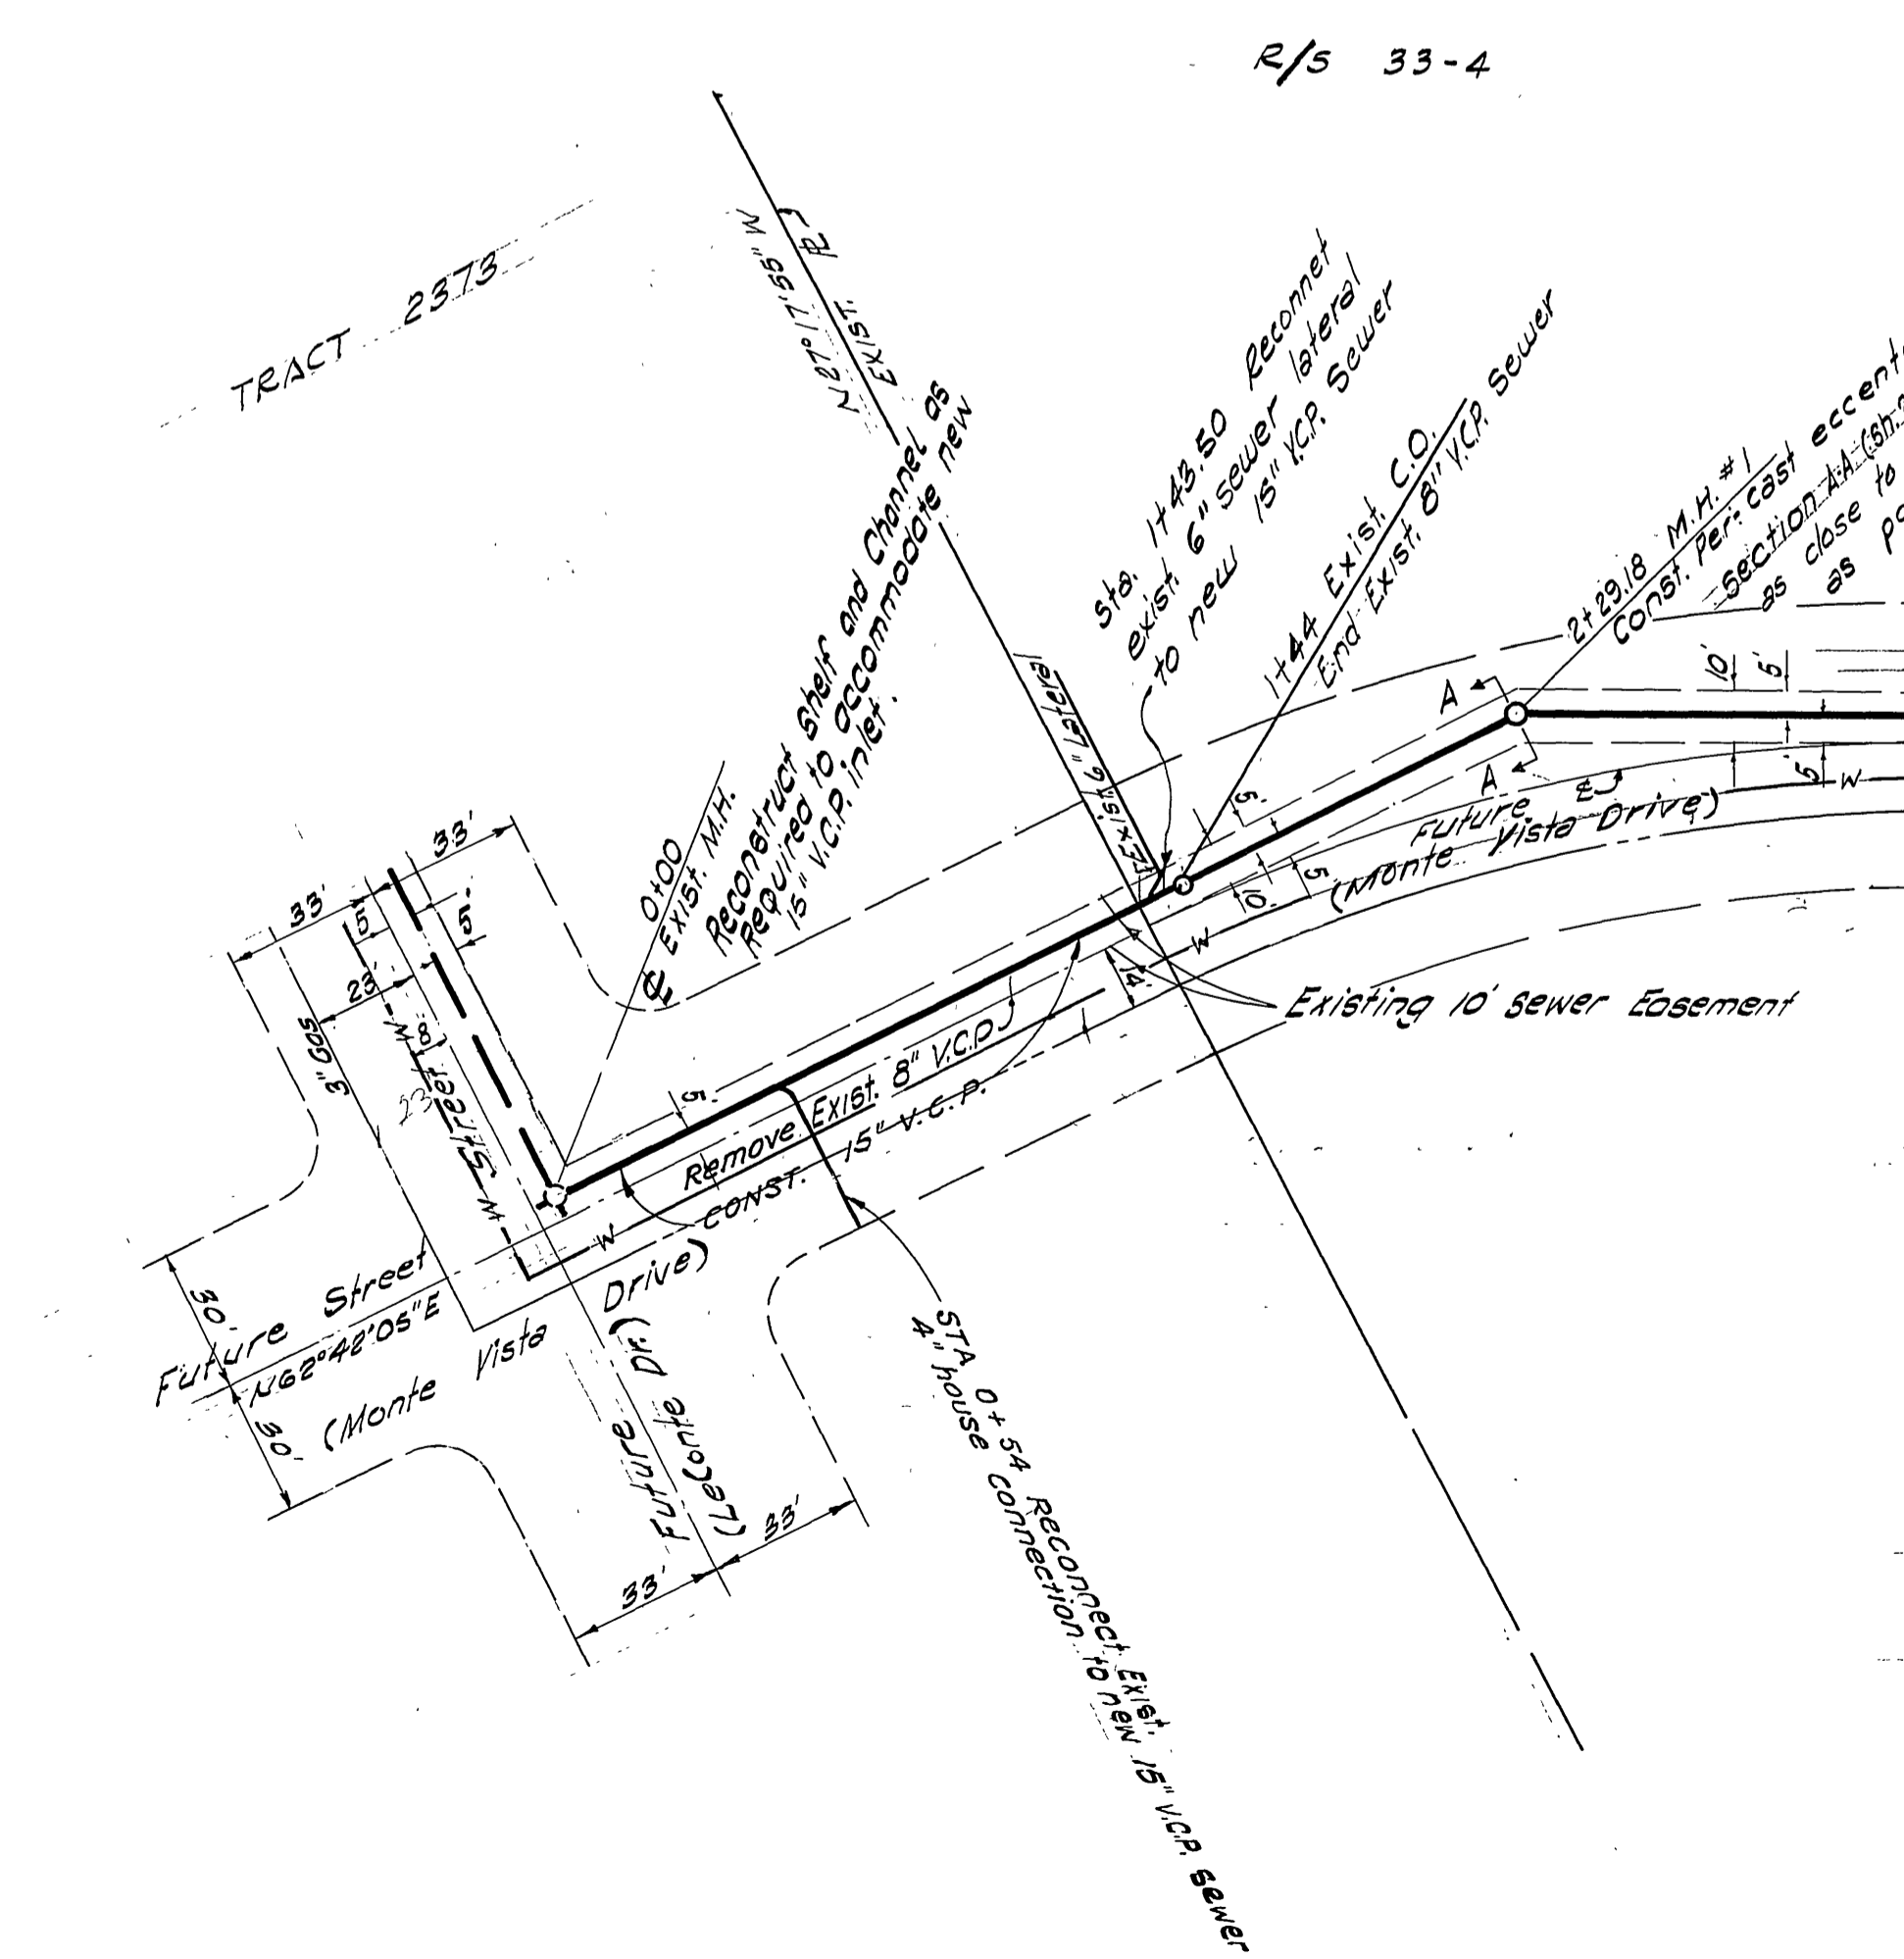 R/S 33-4
TRACT 2373
N 27° 17' 55" W
EXIST.
Sta. 1+43.50 Reconnet
exist. 6" sewer lateral
to new 15" V.C.P. Sewer
1+44 Exist. C.O.
End Exist. 8" V.C.P. Sewer
2+29.18 M.H. #1
Const. Per: cast eccent
Section A-A (Sh.
as close to
as
0+00
Exist. M.H.
Reconstruct Shelf and Channel as
Required to accommodate new
15" V.C.P. inlet.
Exist 6" Lateral
A
A
10'
5'
5'
Future
(Monte Vista Drive)
W
5'
5'
10'
W
14'
Existing 10' Sewer Easement
33'
33'
5'
5'
23'
8'
23
3" Gas
W
Street
W
5'
Remove Exist. 8" V.C.P.
CONST. 15" V.C.P.
W
Future Street
N62°42'05"E
(Monte Vista Drive)
30'
30'
Future
(LeConte Dr.)
33'
33'
STA 0+54 Reconnect Exist.
4" house connection to new 15" V.C.P. sewer